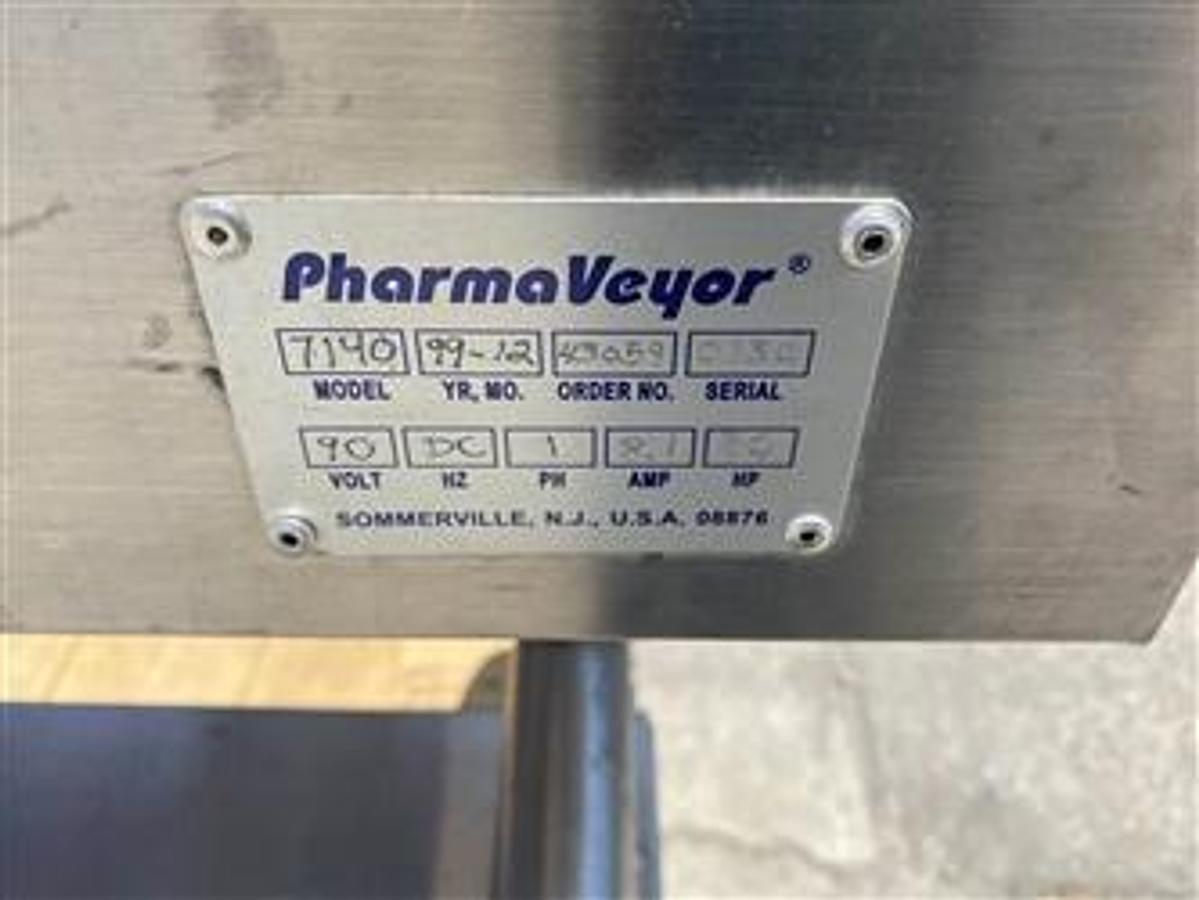 PharmaVeyor®
7140 99-12
MODEL YR, MO. ORDER NO. SERIAL
90 DC 1
VOLT HZ PH AMP HP
SOMMERVILLE, N.J., U.S.A, 08876